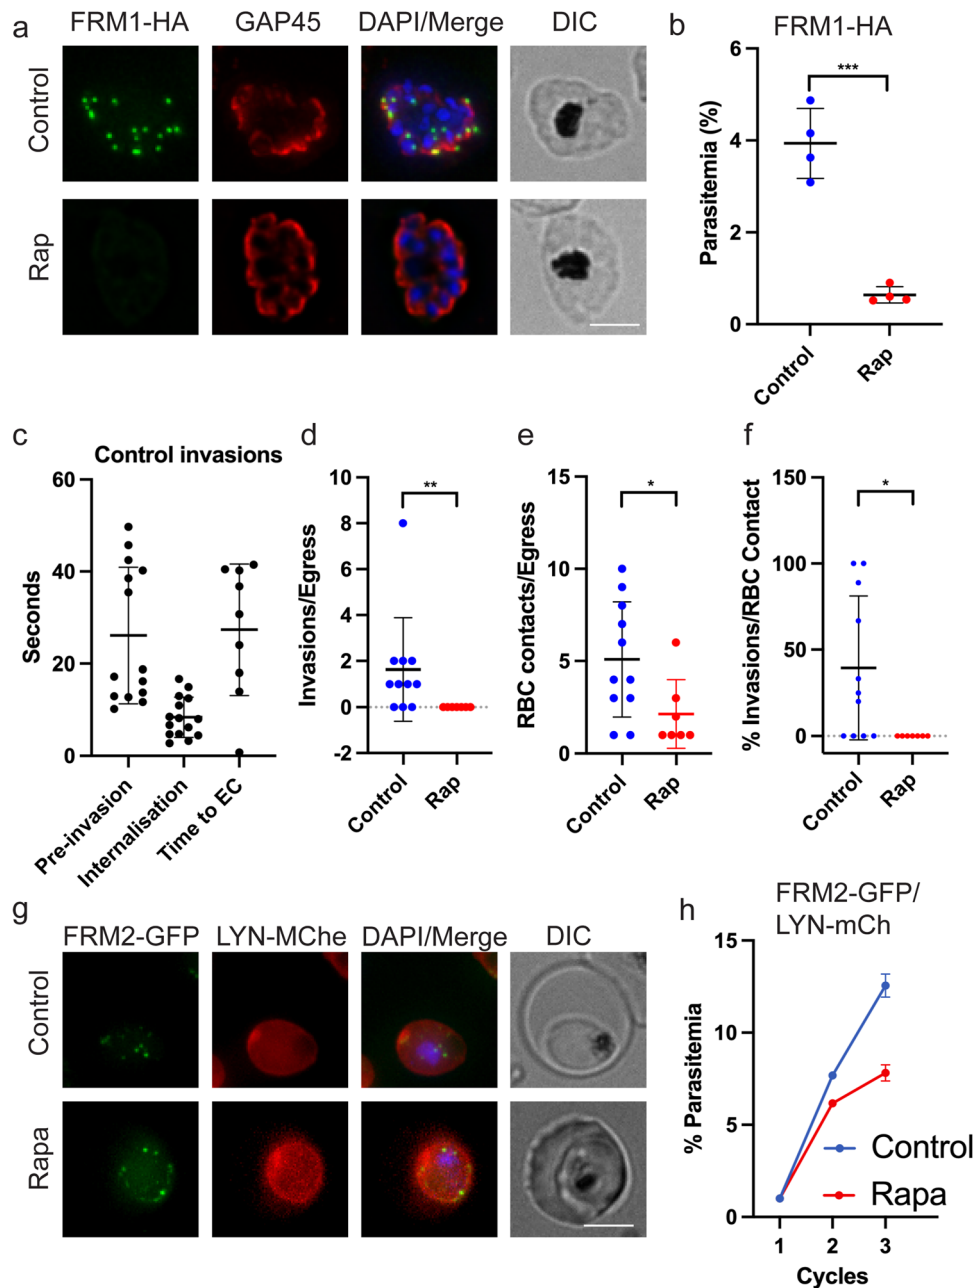 a
FRM1-HA GAP45 DAPI/Merge DIC
Control
Rap
b
FRM1-HA
Parasitemia (%)
6
4
2
0
***
Control
Rap
c
Control invasions
Seconds
60
40
20
0
Pre-invasion
Internalisation
Time to EC
d
Invasions/Egress
10
8
6
4
2
0
-2
**
Control
Rap
e
RBC contacts/Egress
15
10
5
0
*
Control
Rap
f
% Invasions/RBC Contact
150
100
50
0
*
Control
Rap
g
FRM2-GFP LYN-MChe DAPI/Merge DIC
Control
Rapa
h
FRM2-GFP/
LYN-mCh
% Parasitemia
15
10
5
0
Control
Rapa
1 2 3
Cycles